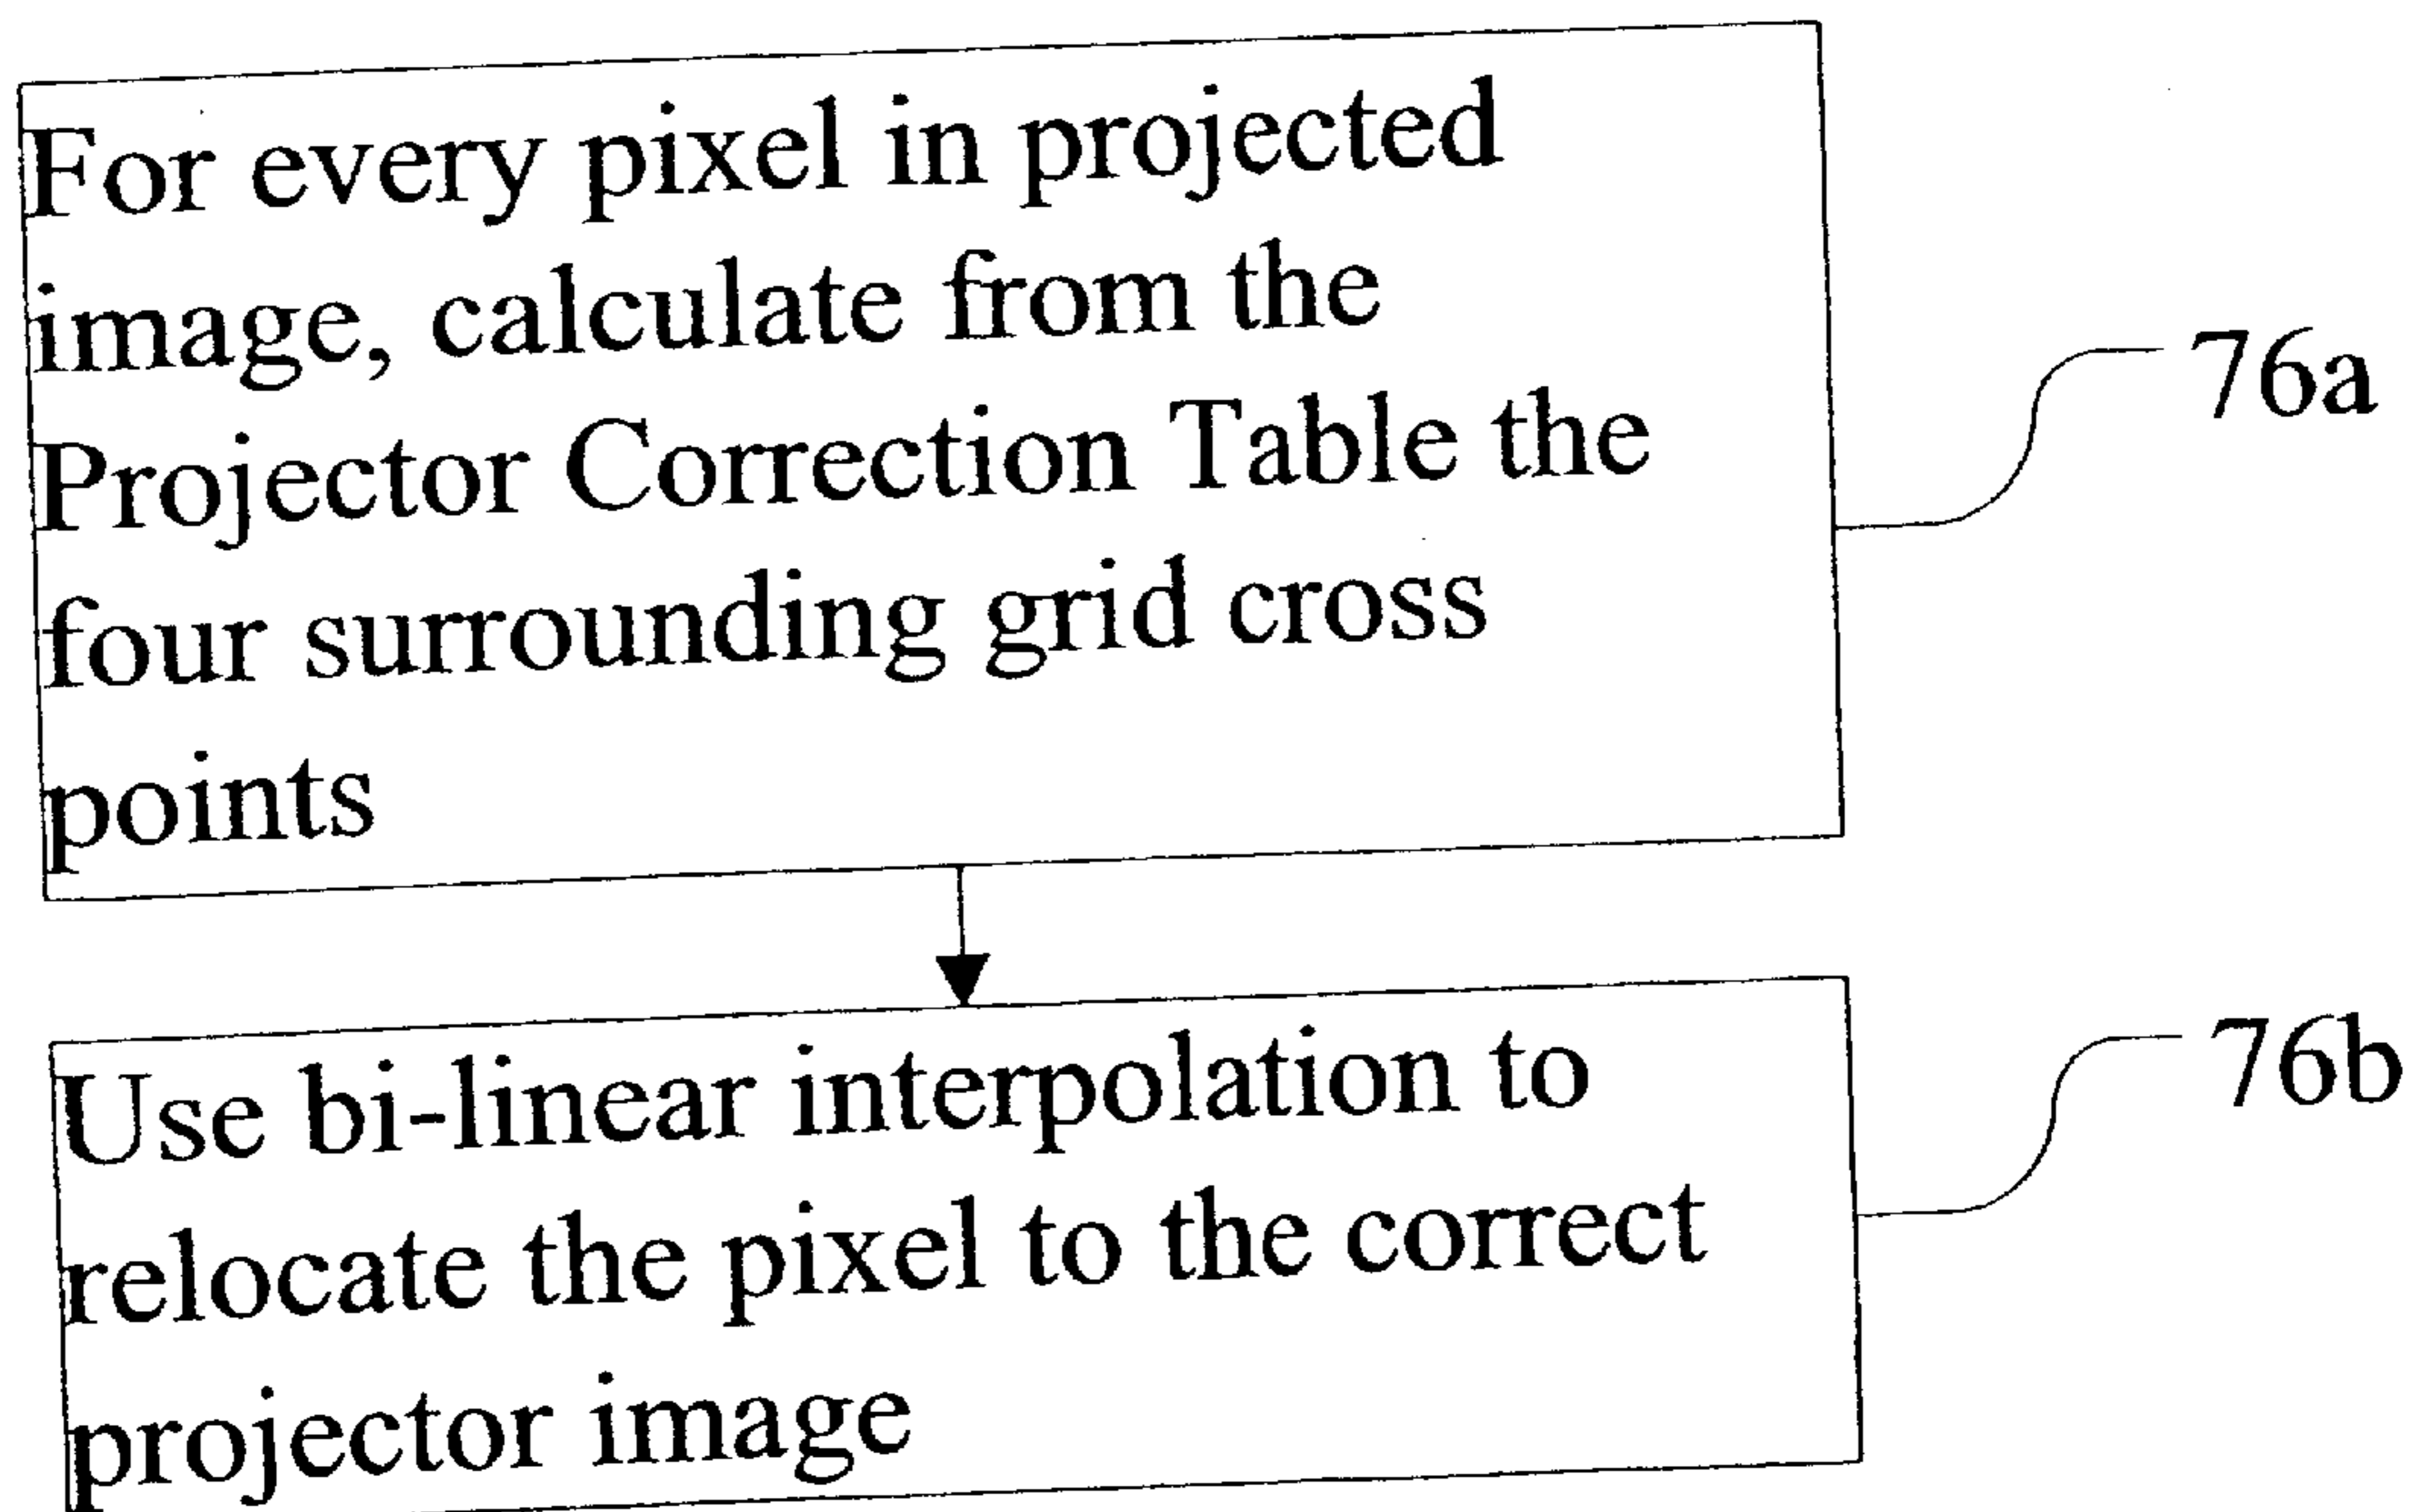 For every pixel in projected
image, calculate from the
Projector Correction Table the
four surrounding grid cross
points
76a
Use bi-linear interpolation to
relocate the pixel to the correct
projector image
76b